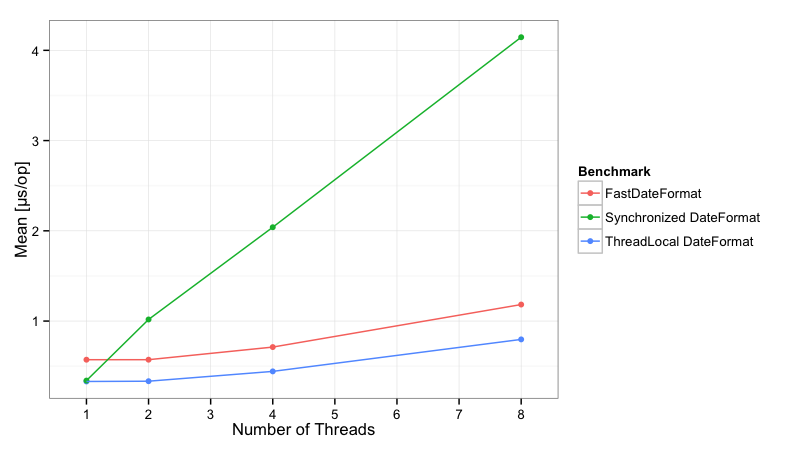 4
3
2
1
Mean [µs/op]
1 2 3 4 5 6 7 8
Number of Threads
Benchmark
FastDateFormat
Synchronized DateFormat
ThreadLocal DateFormat